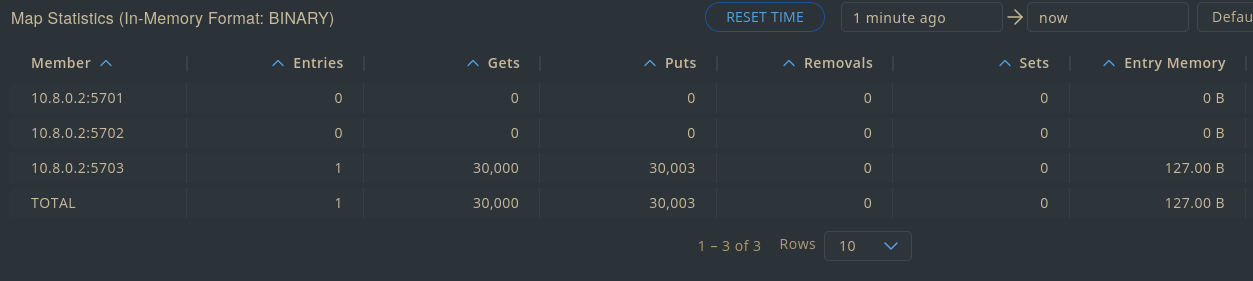 Map Statistics (In-Memory Format: BINARY) RESET TIME 1 minute ago now Defau
Member Entries Gets Puts Removals Sets Entry Memory
10.8.0.2:5701 0 0 0 0 0 0 B
10.8.0.2:5702 0 0 0 0 0 0 B
10.8.0.2:5703 1 30,000 30,003 0 0 127.00 B
TOTAL 1 30,000 30,003 0 0 127.00 B
1 – 3 of 3 Rows 10